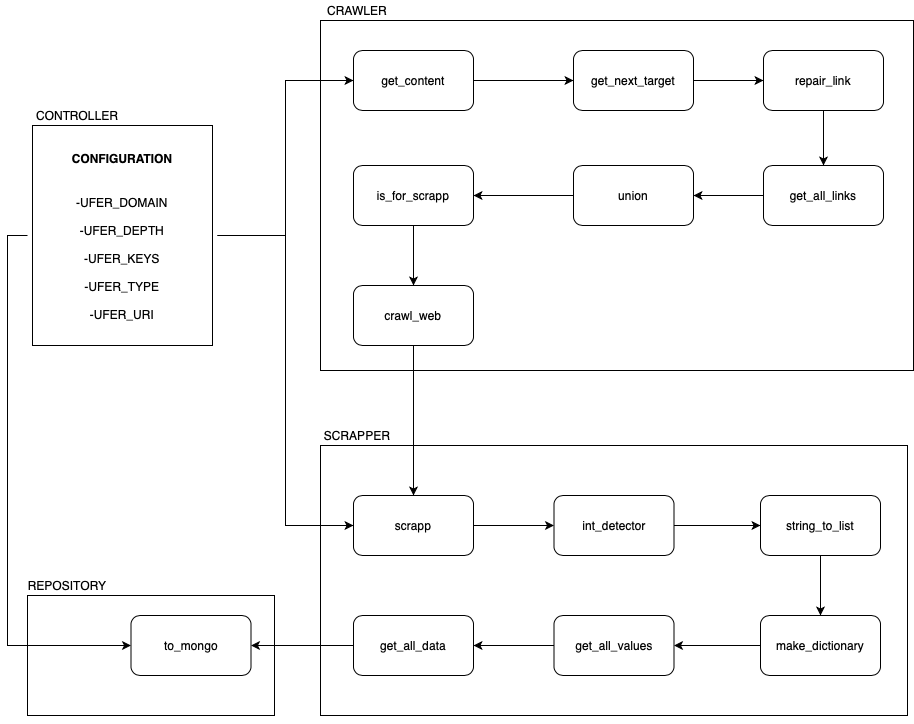 CRAWLER
get_content
get_next_target
repair_link
CONTROLLER
CONFIGURATION
-UFER_DOMAIN
-UFER_DEPTH
-UFER_KEYS
-UFER_TYPE
-UFER_URI
is_for_scrapp
union
get_all_links
crawl_web
SCRAPPER
scrapp
int_detector
string_to_list
REPOSITORY
to_mongo
get_all_data
get_all_values
make_dictionary